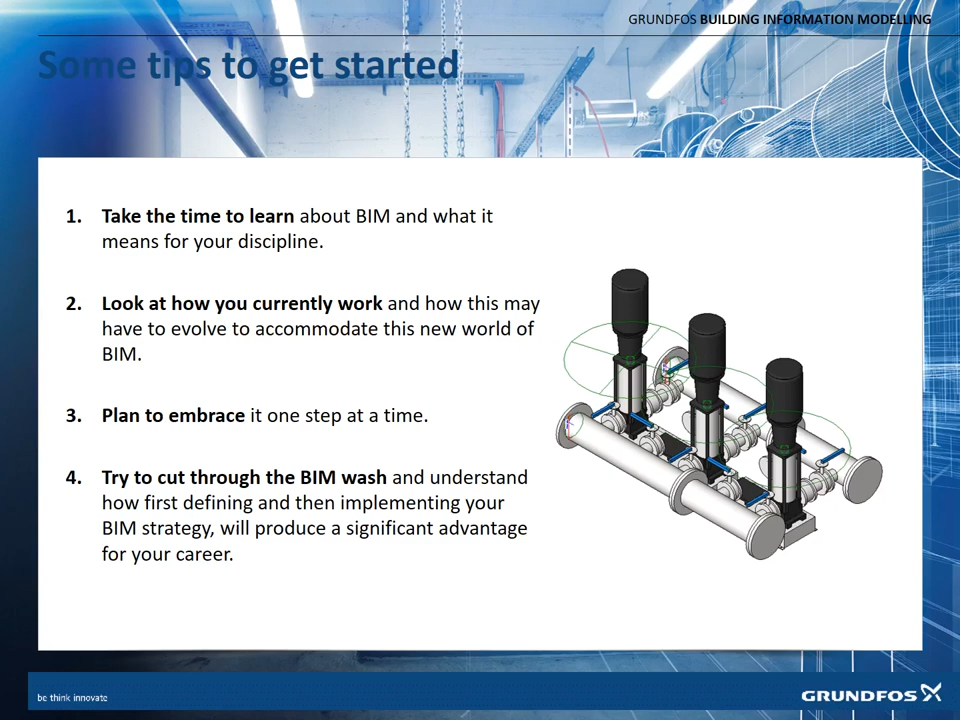 GRUNDFOS BUILDING INFORMATION MODELLING
Some tips to get started
1. Take the time to learn about BIM and what it
means for your discipline.
2. Look at how you currently work and how this may
have to evolve to accommodate this new world of
BIM.
3. Plan to embrace it one step at a time.
4. Try to cut through the BIM wash and understand
how first defining and then implementing your
BIM strategy, will produce a significant advantage
for your career.
be think innovate
GRUNDFOS